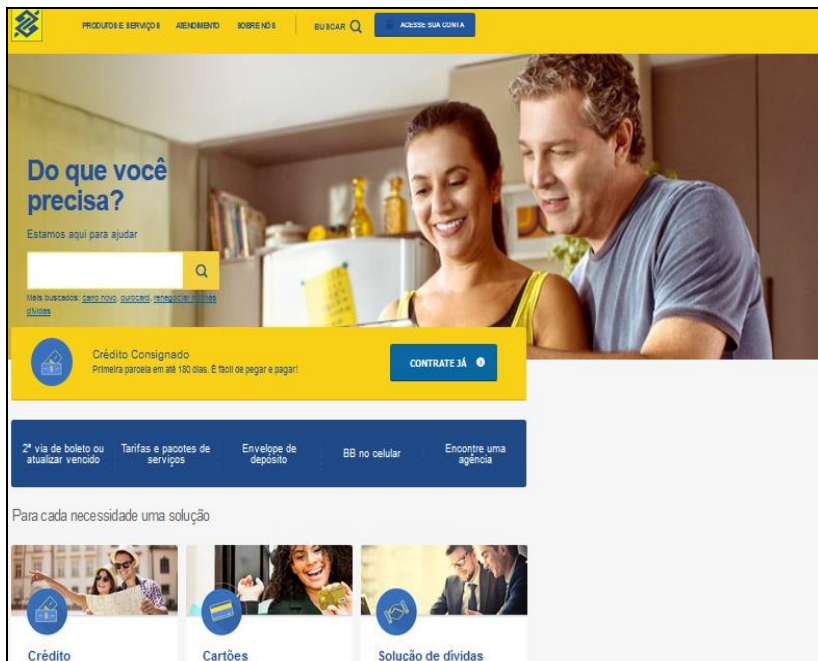 PRODUTOS E SERVIÇOS ATENDIMENTO SOBRE NÓS BUSCAR ACESSE SUA CONTA
Do que você
precisa?
Estamos aqui para ajudar
Mais buscados: carro novo, ourocard, renegociar minhas
dívidas
Crédito Consignado
Primeira parcela em até 180 dias. É fácil de pegar e pagar!
CONTRATE JÁ
2ª via de boleto ou
atualizar vencido
Tarifas e pacotes de
serviços
Envelope de
depósito
BB no celular
Encontre uma
agência
Para cada necessidade uma solução
Crédito
Cartões
Solução de dívidas